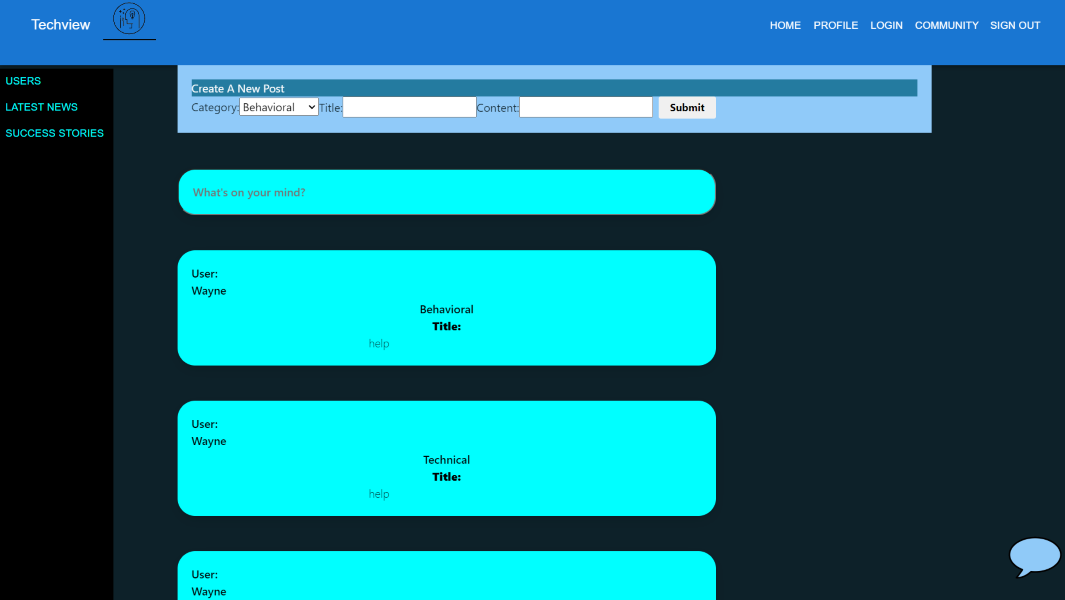 Techview
HOME PROFILE LOGIN COMMUNITY SIGN OUT
USERS
LATEST NEWS
SUCCESS STORIES
Create A New Post
Category: Behavioral Title: Content: Submit
What's on your mind?
User:
Wayne
Behavioral
Title:
help
User:
Wayne
Technical
Title:
help
User:
Wayne